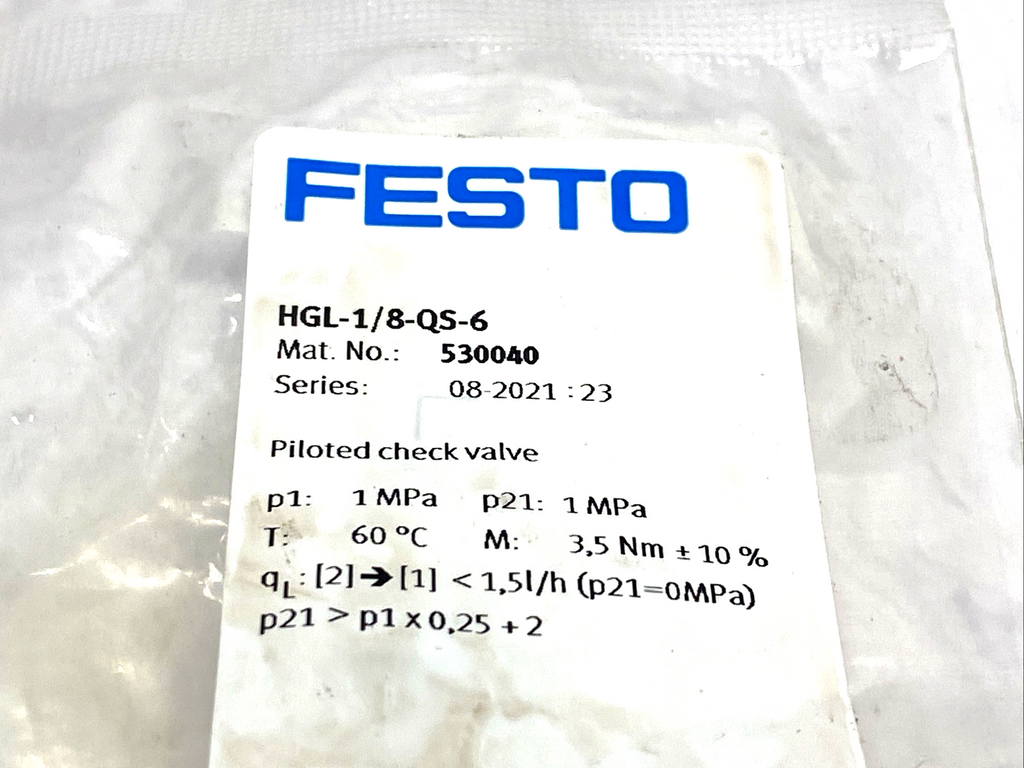 FESTO
HGL-1/8-QS-6
Mat. No.: 530040
Series: 08-2021 : 23
Piloted check valve
p1: 1 MPa p21: 1 MPa
T: 60 °C M: 3,5 Nm ± 10 %
qL : [2]➔[1] < 1,5l/h (p21=0MPa)
p21 > p1 x 0,25 + 2